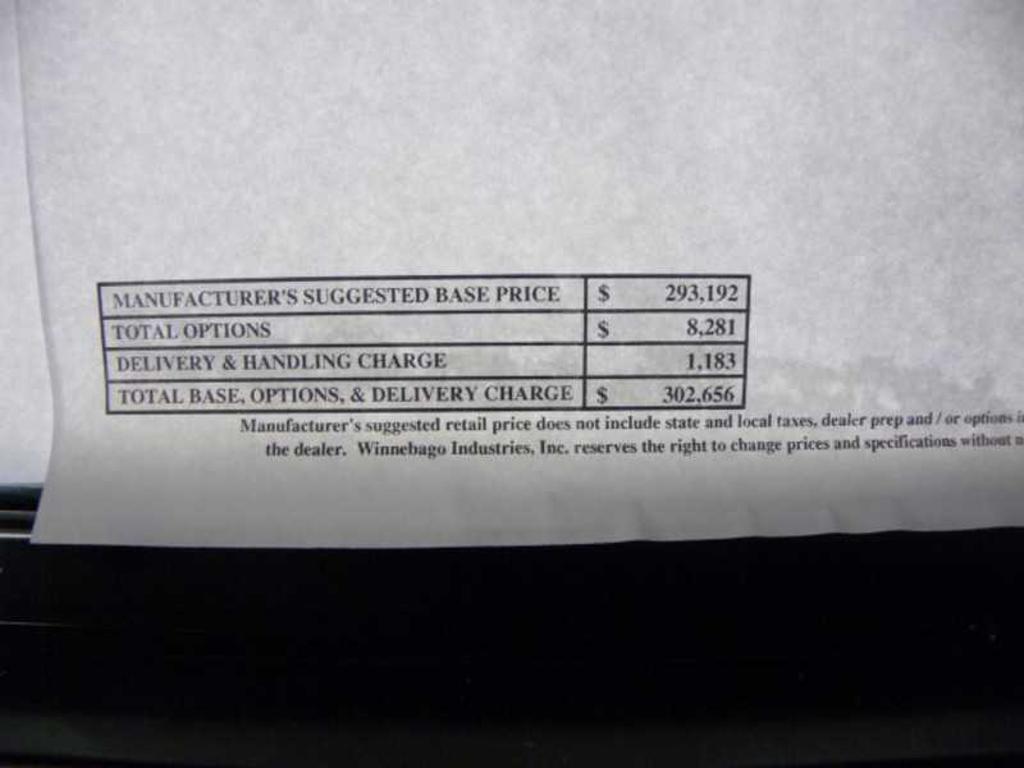 MANUFACTURER'S SUGGESTED BASE PRICE $ 293,192
TOTAL OPTIONS $ 8,281
DELIVERY & HANDLING CHARGE 1,183
TOTAL BASE, OPTIONS, & DELIVERY CHARGE $ 302,656
Manufacturer's suggested retail price does not include state and local taxes, dealer prep and / or options
the dealer. Winnebago Industries, Inc. reserves the right to change prices and specifications without